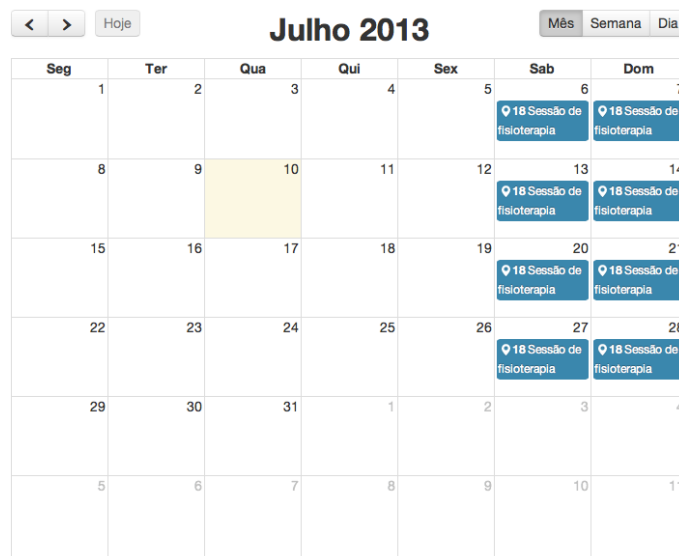 Hoje
Julho 2013
Mês Semana Dia
Seg Ter Qua Qui Sex Sab Dom
1 2 3 4 5 6 7
18 Sessão de 18 Sessão de
fisioterapia fisioterapia
8 9 10 11 12 13 14
18 Sessão de 18 Sessão de
fisioterapia fisioterapia
15 16 17 18 19 20 21
18 Sessão de 18 Sessão de
fisioterapia fisioterapia
22 23 24 25 26 27 28
18 Sessão de 18 Sessão de
fisioterapia fisioterapia
29 30 31 1 2 3 4
5 6 7 8 9 10 11